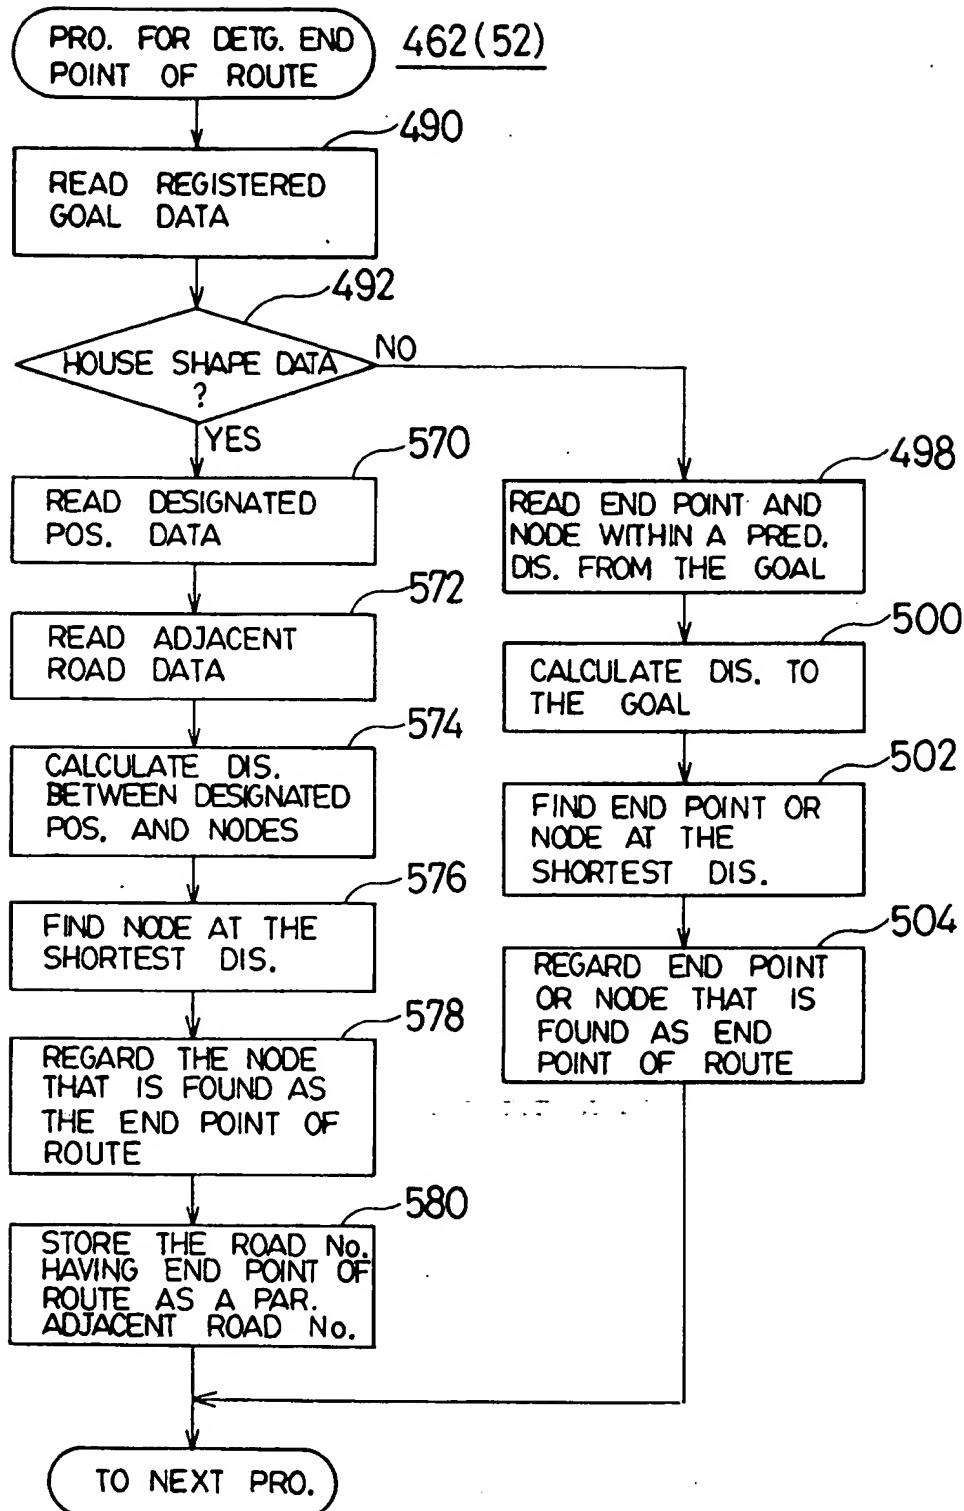 PRO. FOR DETG. END
POINT OF ROUTE
462(52)
490
READ REGISTERED
GOAL DATA
492
HOUSE SHAPE DATA
?
NO
YES
570
READ DESIGNATED
POS. DATA
572
READ ADJACENT
ROAD DATA
574
CALCULATE DIS.
BETWEEN DESIGNATED
POS. AND NODES
576
FIND NODE AT THE
SHORTEST DIS.
578
REGARD THE NODE
THAT IS FOUND AS
THE END POINT OF
ROUTE
580
STORE THE ROAD No.
HAVING END POINT OF
ROUTE AS A PAR.
ADJACENT ROAD No.
498
READ END POINT AND
NODE WITHIN A PRED.
DIS. FROM THE GOAL
500
CALCULATE DIS. TO
THE GOAL
502
FIND END POINT OR
NODE AT THE
SHORTEST DIS.
504
REGARD END POINT
OR NODE THAT IS
FOUND AS END
POINT OF ROUTE
TO NEXT PRO.